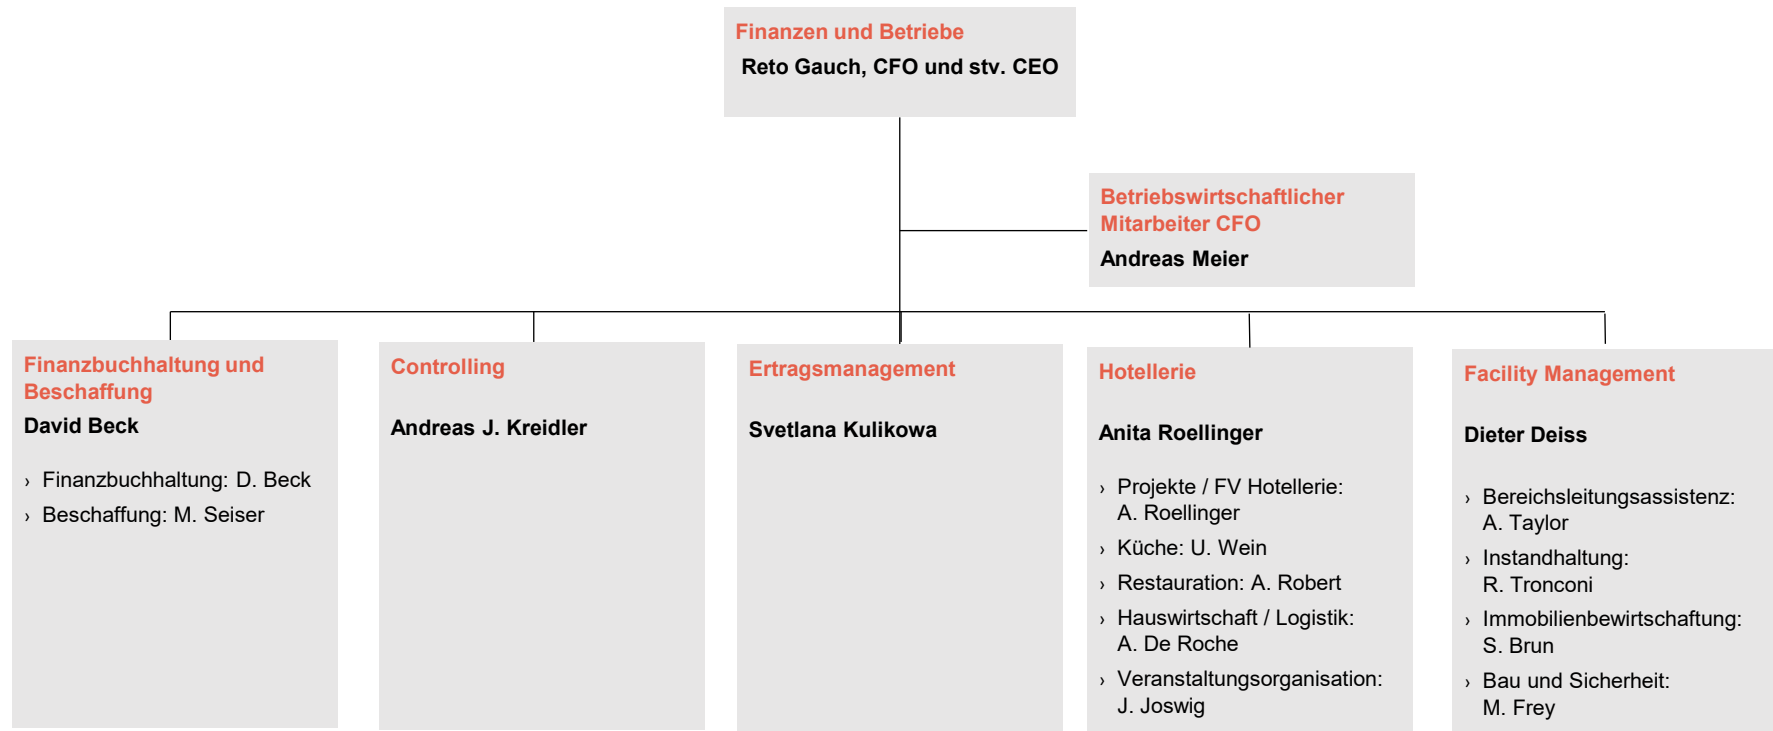 Finanzen und Betriebe
Reto Gauch, CFO und stv. CEO
Betriebswirtschaftlicher
Mitarbeiter CFO
Andreas Meier
Finanzbuchhaltung und
Beschaffung
David Beck
› Finanzbuchhaltung: D. Beck
› Beschaffung: M. Seiser
Controlling
Andreas J. Kreidler
Ertragsmanagement
Svetlana Kulikowa
Hotellerie
Anita Roellinger
› Projekte / FV Hotellerie:
A. Roellinger
› Küche: U. Wein
› Restauration: A. Robert
› Hauswirtschaft / Logistik:
A. De Roche
› Veranstaltungsorganisation:
J. Joswig
Facility Management
Dieter Deiss
› Bereichsleitungsassistenz:
A. Taylor
› Instandhaltung:
R. Tronconi
› Immobilienbewirtschaftung:
S. Brun
› Bau und Sicherheit:
M. Frey